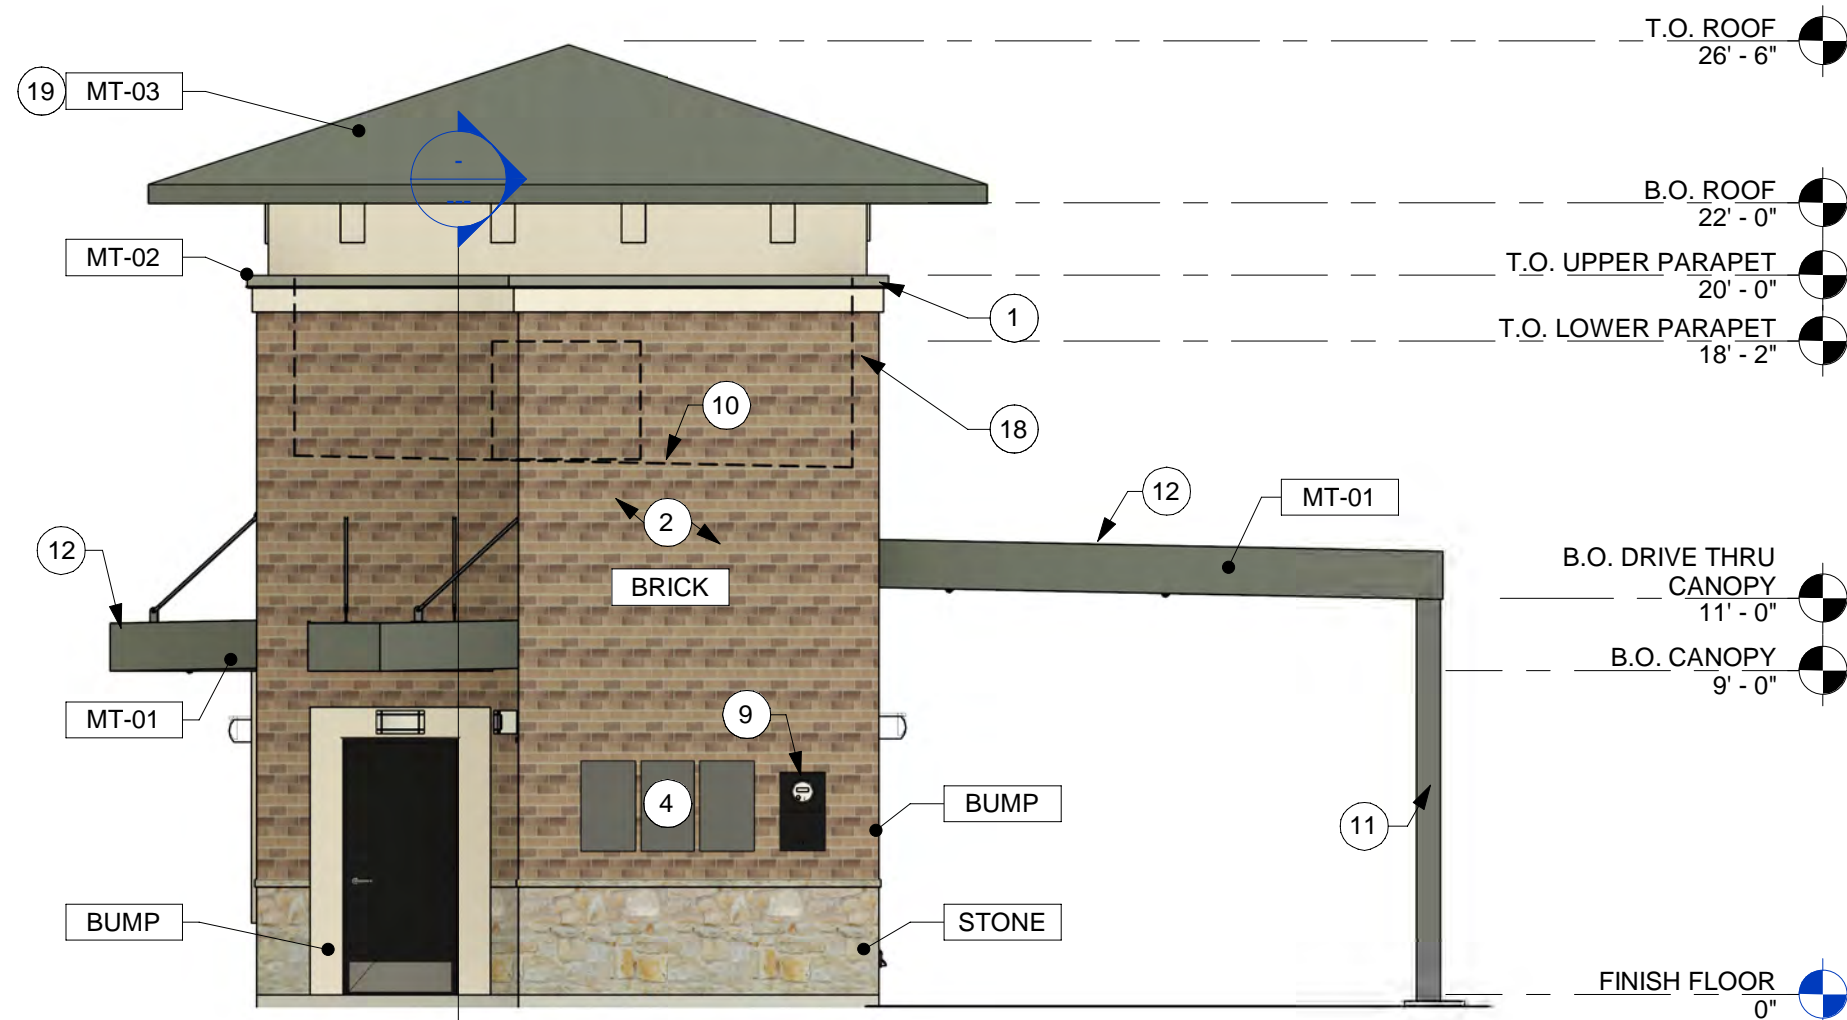 T.O. ROOF
26' - 6"
19 MT-03
B.O. ROOF
22' - 0"
-
---
MT-02
T.O. UPPER PARAPET
20' - 0"
1
T.O. LOWER PARAPET
18' - 2"
10
18
12
MT-01
2
12
BRICK
B.O. DRIVE THRU
CANOPY
11' - 0"
B.O. CANOPY
9' - 0"
MT-01
9
4
BUMP
11
BUMP
STONE
FINISH FLOOR
0"